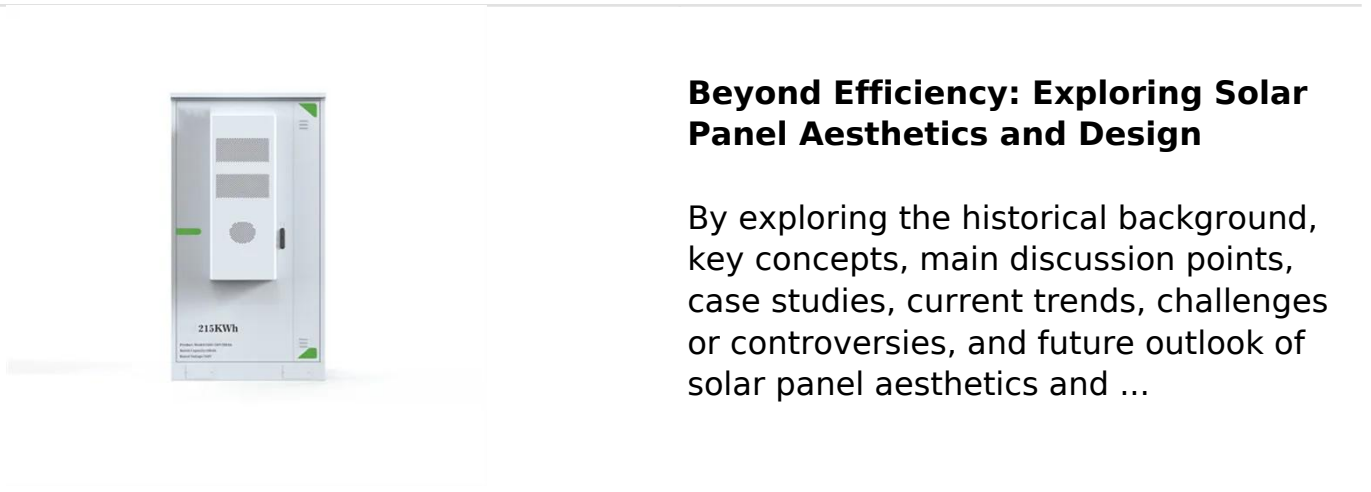 Beyond Efficiency: Exploring Solar
Panel Aesthetics and Design
By exploring the historical background,
key concepts, main discussion points,
case studies, current trends, challenges
or controversies, and future outlook of
solar panel aesthetics and ...
215KWh